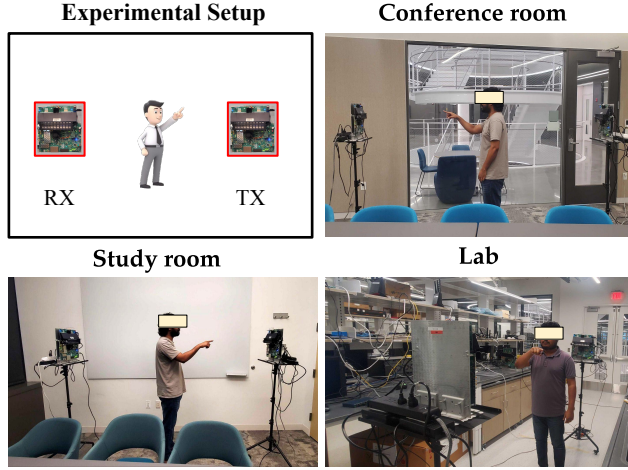 Experimental Setup
Conference room
RX
TX
Study room
Lab